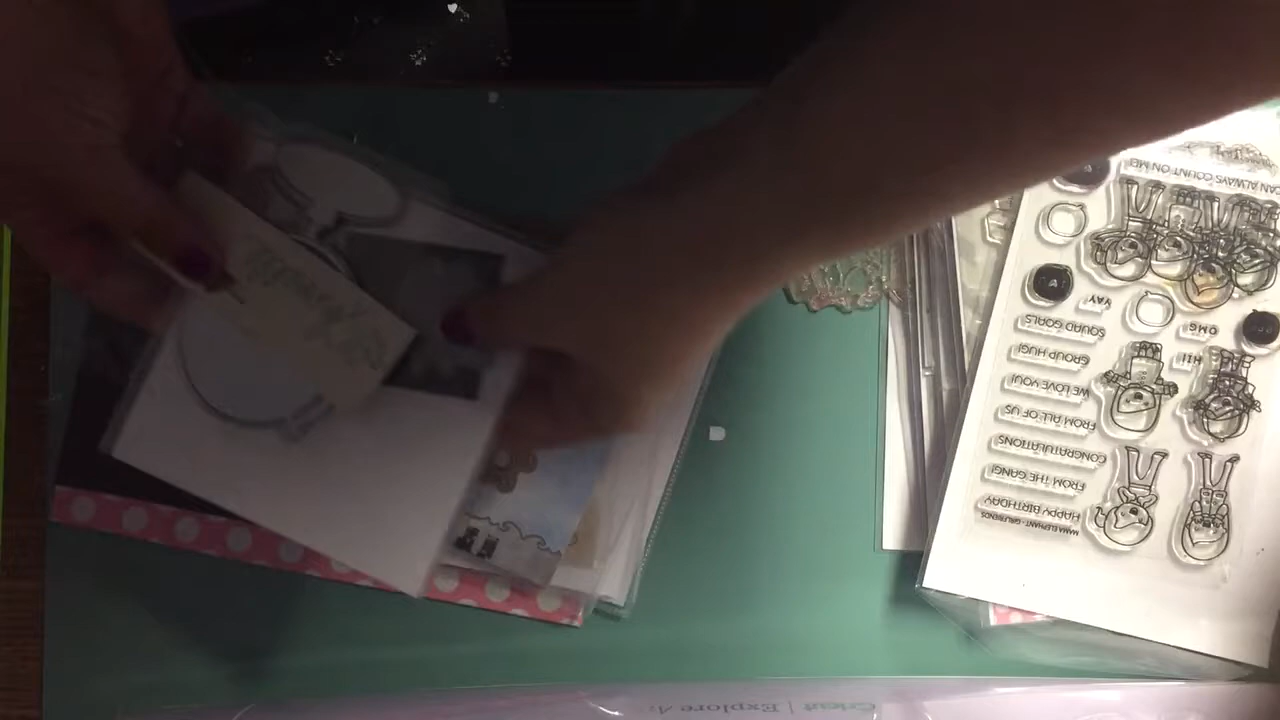 MAMA ELEPHANT - GIRLFRIENDS
HAPPY BIRTHDAY
FROM THE GANG!
CONGRATULATIONS
FROM ALL OF US
WE LOVE YOU!
GROUP HUG!
HI!
SQUAD GOALS
OMG
YAY
CAN ALWAYS COUNT ON ME!
Cricut | Explore